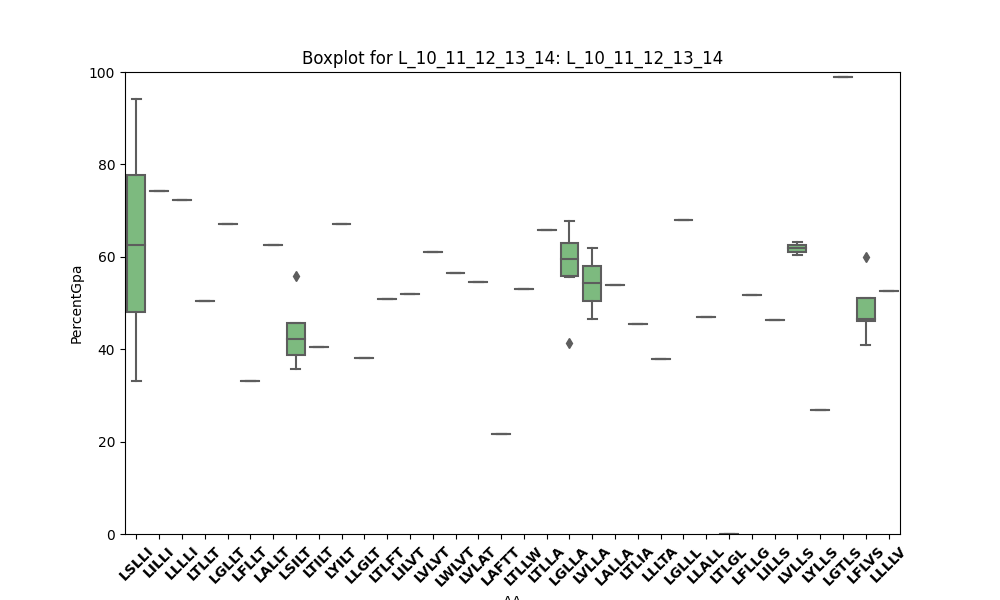 Boxplot for L_10_11_12_13_14: L_10_11_12_13_14
100
80
60
40
20
0
PercentGpa
LSLLI LILLI LLLLI LTLLT LGLLT LFLLT LALLT LSILT LTILT LYILT LLGLT LTLFT LILVT LVLVT LWLVT LVLAT LAFTT LTLLW LTLLA LGLLA LVLLA LALLA LTLIA LLLTA LGLLL LLALL LTLGL LFLLG LILLS LVLLS LYLLS LGTLS LFLVS LLLLV